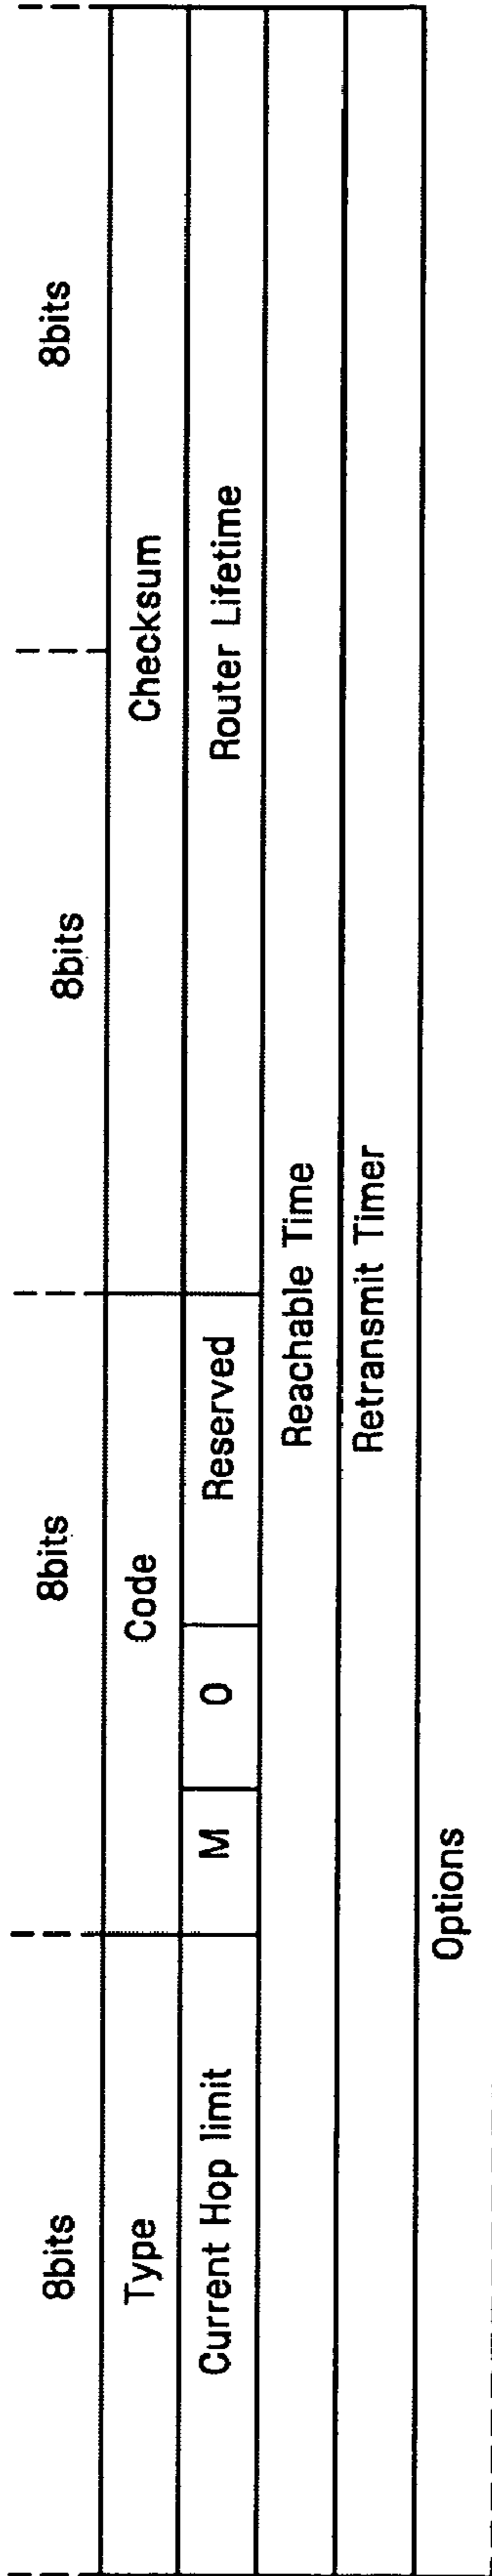 8bits 8bits 8bits 8bits
Type Code Checksum
Current Hop limit M O Reserved Router Lifetime
Reachable Time
Retransmit Timer
Options